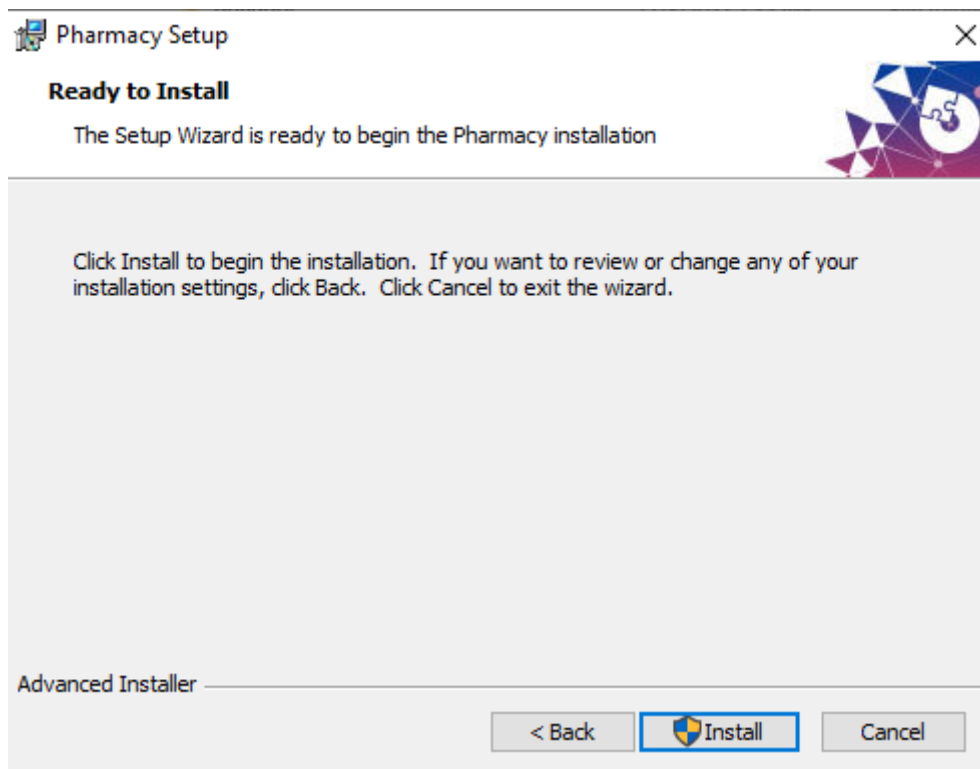 Pharmacy Setup
Ready to Install
The Setup Wizard is ready to begin the Pharmacy installation
Click Install to begin the installation.  If you want to review or change any of your
installation settings, click Back.  Click Cancel to exit the wizard.
Advanced Installer
< Back
Install
Cancel